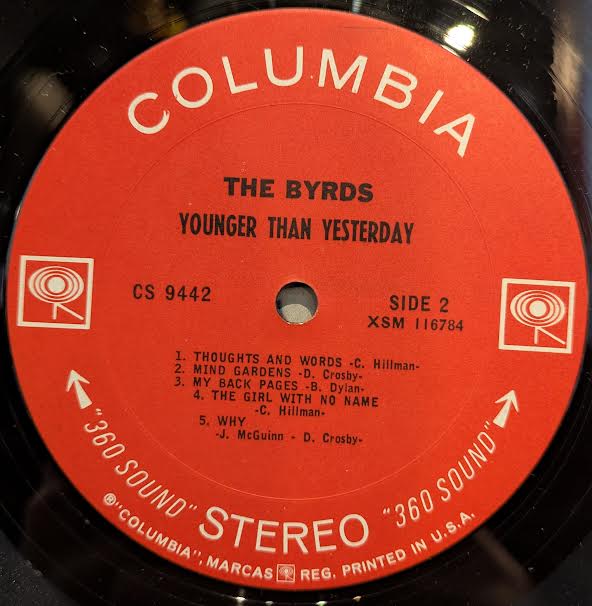 COLUMBIA
THE BYRDS
YOUNGER THAN YESTERDAY
CS 9442
SIDE 2
XSM 116784
1. THOUGHTS AND WORDS -C. Hillman-
2. MIND GARDENS -D. Crosby-
3. MY BACK PAGES -B. Dylan-
4. THE GIRL WITH NO NAME
-C. Hillman-
5. WHY
-J. McGuinn - D. Crosby-
"360 SOUND" STEREO "360 SOUND"
®"COLUMBIA", MARCAS REG. PRINTED IN U.S.A.